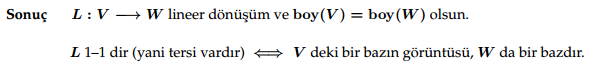 Sonuç L : V ⟶ W lineer dönüşüm ve boy(V) = boy(W) olsun.
L 1–1 dir (yani tersi vardır) ⟺ V deki bir bazın görüntüsü, W da bir bazdır.